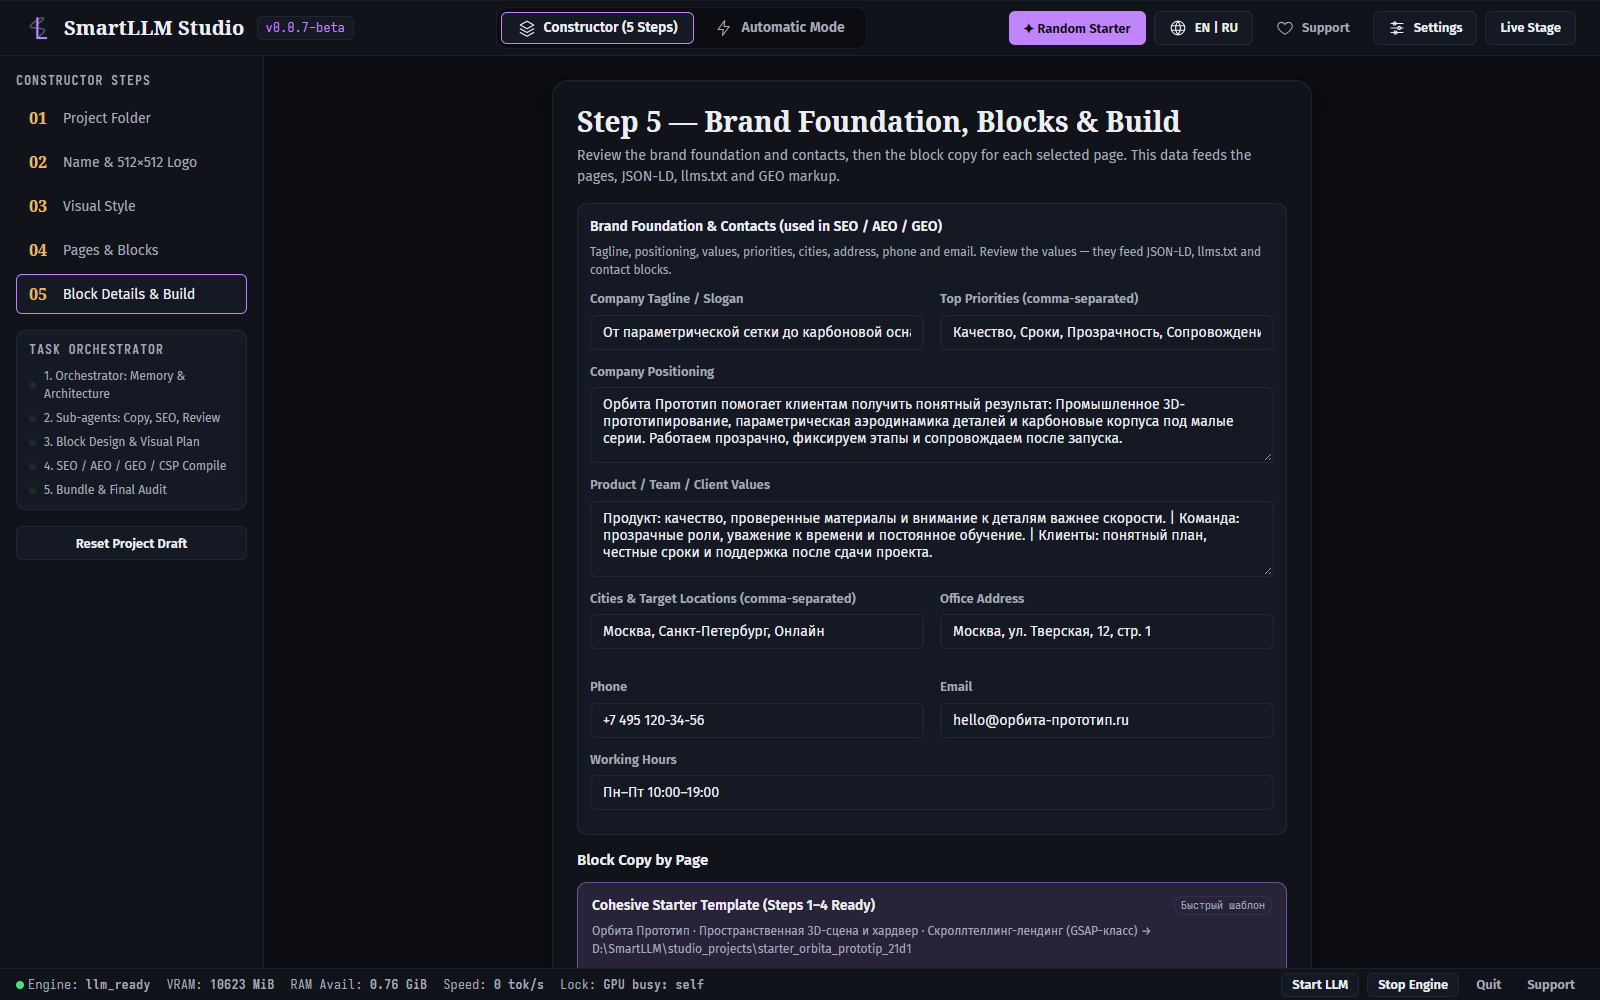 SmartLLM Studio
v0.0.7-beta
Constructor (5 Steps)
Automatic Mode
✦ Random Starter
EN | RU
Support
Settings
Live Stage
CONSTRUCTOR STEPS
01 Project Folder
02 Name & 512×512 Logo
03 Visual Style
04 Pages & Blocks
05 Block Details & Build
TASK ORCHESTRATOR
1. Orchestrator: Memory &
Architecture
2. Sub-agents: Copy, SEO, Review
3. Block Design & Visual Plan
4. SEO / AEO / GEO / CSP Compile
5. Bundle & Final Audit
Reset Project Draft
Step 5 — Brand Foundation, Blocks & Build
Review the brand foundation and contacts, then the block copy for each selected page. This data feeds the
pages, JSON-LD, llms.txt and GEO markup.
Brand Foundation & Contacts (used in SEO / AEO / GEO)
Tagline, positioning, values, priorities, cities, address, phone and email. Review the values — they feed JSON-LD, llms.txt and
contact blocks.
Company Tagline / Slogan
От параметрической сетки до карбоновой осн
Top Priorities (comma-separated)
Качество, Сроки, Прозрачность, Сопровождени
Company Positioning
Орбита Прототип помогает клиентам получить понятный результат: Промышленное 3D-
прототипирование, параметрическая аэродинамика деталей и карбоновые корпуса под малые
серии. Работаем прозрачно, фиксируем этапы и сопровождаем после запуска.
Product / Team / Client Values
Продукт: качество, проверенные материалы и внимание к деталям важнее скорости. | Команда:
прозрачные роли, уважение к времени и постоянное обучение. | Клиенты: понятный план,
честные сроки и поддержка после сдачи проекта.
Cities & Target Locations (comma-separated)
Москва, Санкт-Петербург, Онлайн
Office Address
Москва, ул. Тверская, 12, стр. 1
Phone
+7 495 120-34-56
Email
hello@орбита-прототип.ru
Working Hours
Пн–Пт 10:00–19:00
Block Copy by Page
Cohesive Starter Template (Steps 1–4 Ready)
Быстрый шаблон
Орбита Прототип · Пространственная 3D-сцена и хардвер · Скроллтеллинг-лендинг (GSAP-класс) →
D:\SmartLLM\studio_projects\starter_orbita_prototip_21d1
Engine: llm_ready VRAM: 10623 MiB RAM Avail: 0.76 GiB Speed: 0 tok/s Lock: GPU busy: self
Start LLM
Stop Engine
Quit
Support